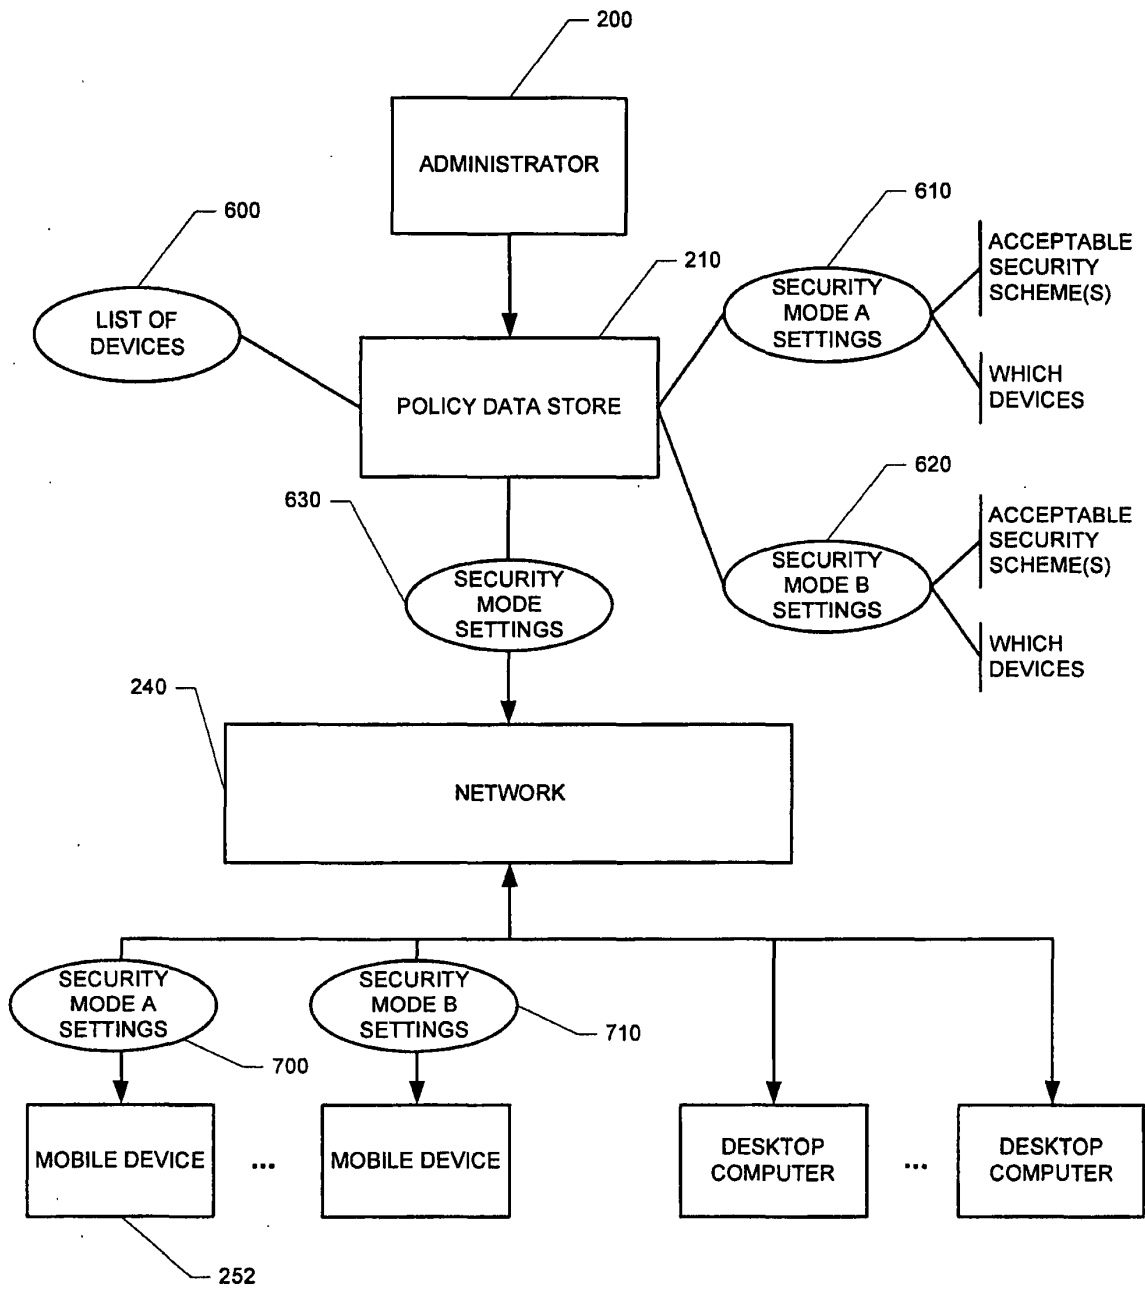 200
ADMINISTRATOR
600
610
ACCEPTABLE
SECURITY
SCHEME(S)
210
SECURITY
MODE A
SETTINGS
LIST OF
DEVICES
WHICH
DEVICES
POLICY DATA STORE
620
630
ACCEPTABLE
SECURITY
SCHEME(S)
SECURITY
MODE B
SETTINGS
SECURITY
MODE
SETTINGS
WHICH
DEVICES
240
NETWORK
SECURITY
MODE A
SETTINGS
SECURITY
MODE B
SETTINGS
700
710
MOBILE DEVICE
...
MOBILE DEVICE
DESKTOP
COMPUTER
...
DESKTOP
COMPUTER
252